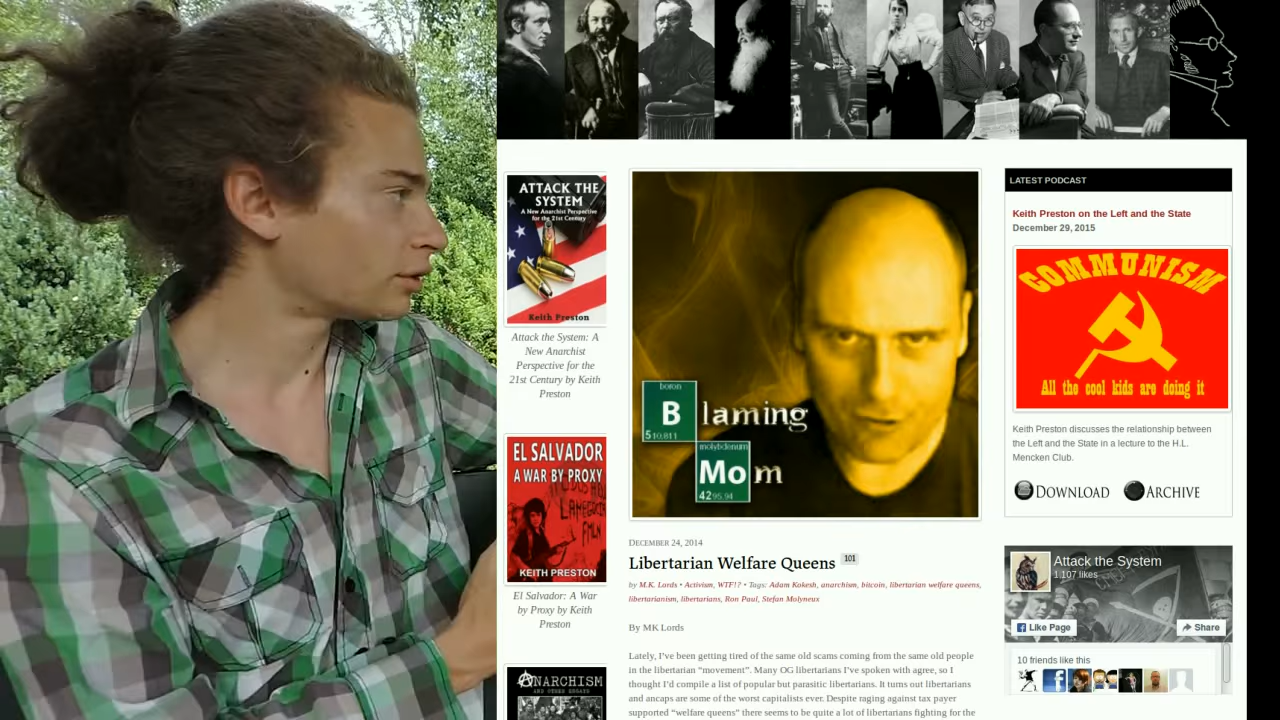 ATTACK THE
SYSTEM
A New Anarchist Perspective
for the 21st Century
Keith Preston
Attack the System: A
New Anarchist
Perspective for the
21st Century by Keith
Preston
EL SALVADOR
A WAR BY PROXY
KEITH PRESTON
El Salvador: A War
by Proxy by Keith
Preston
ANARCHISM
AND OTHER ESSAYS
boron
B laming
5 10.811
molybdenum
Mo m
42 95.94
DECEMBER 24, 2014
Libertarian Welfare Queens 101
by M.K. Lords • Activism, WTF!? • Tags: Adam Kokesh, anarchism, bitcoin, libertarian welfare queens,
libertarianism, libertarians, Ron Paul, Stefan Molyneux
By MK Lords
Lately, I've been getting tired of the same old scams coming from the same old people
in the libertarian “movement”. Many OG libertarians I've spoken with agree, so I
thought I'd compile a list of popular but parasitic libertarians. It turns out libertarians
and ancaps are some of the worst capitalists ever. Despite raging against tax payer
supported “welfare queens” there seems to be quite a lot of libertarians fighting for the
LATEST PODCAST
Keith Preston on the Left and the State
December 29, 2015
COMMUNISM
All the cool kids are doing it
Keith Preston discusses the relationship between
the Left and the State in a lecture to the H.L.
Mencken Club.
DOWNLOAD ARCHIVE
Attack the System
1,107 likes
Like Page Share
10 friends like this